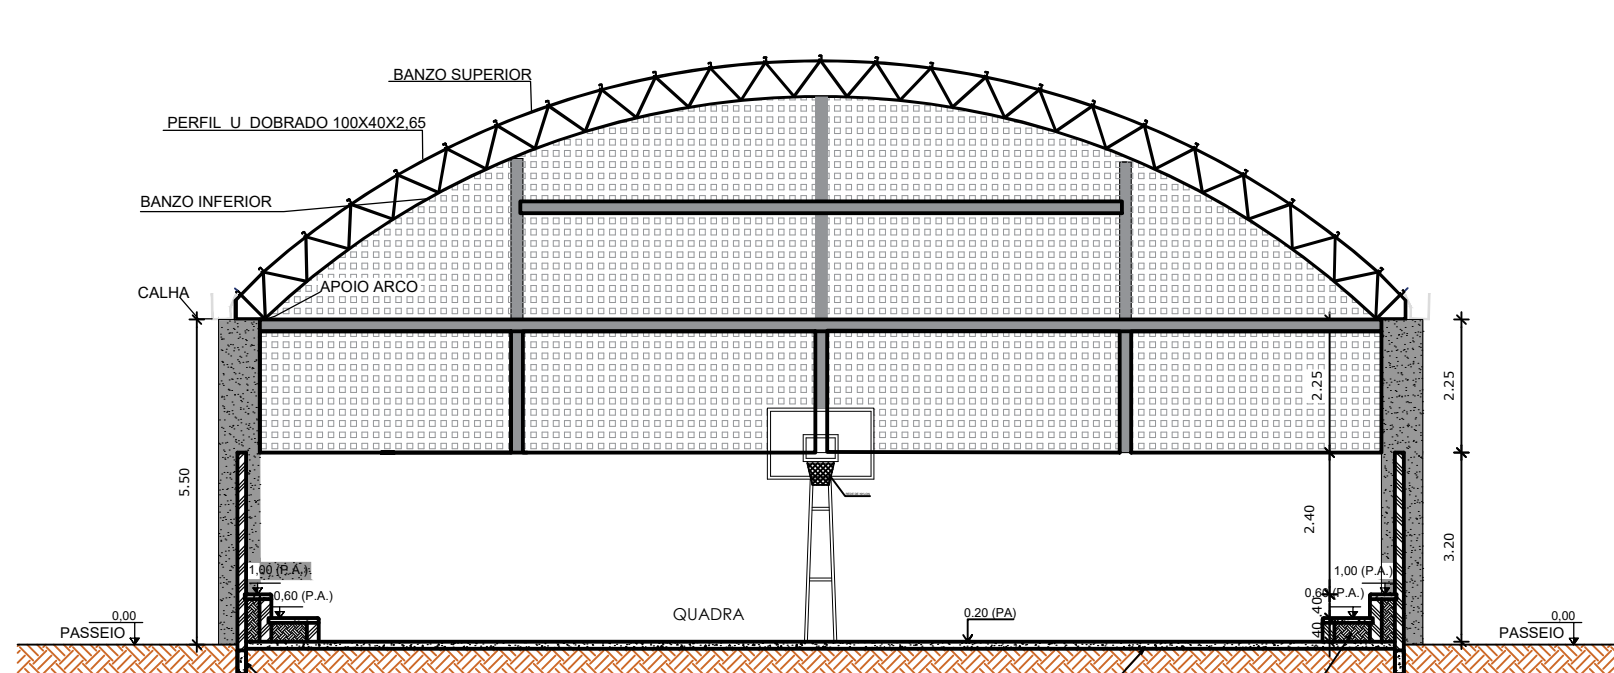 BANZO SUPERIOR
PERFIL U DOBRADO 100X40X2,65
BANZO INFERIOR
CALHA
APOIO ARCO
2.25
2.25
5.50
2.40
3.20
1,00 (P.A.)
1,00 (P.A.)
0,60 (P.A.)
0,60(P.A.)
.40
.40
0,00
PASSEIO
QUADRA
0.20 (PA)
0,00
PASSEIO